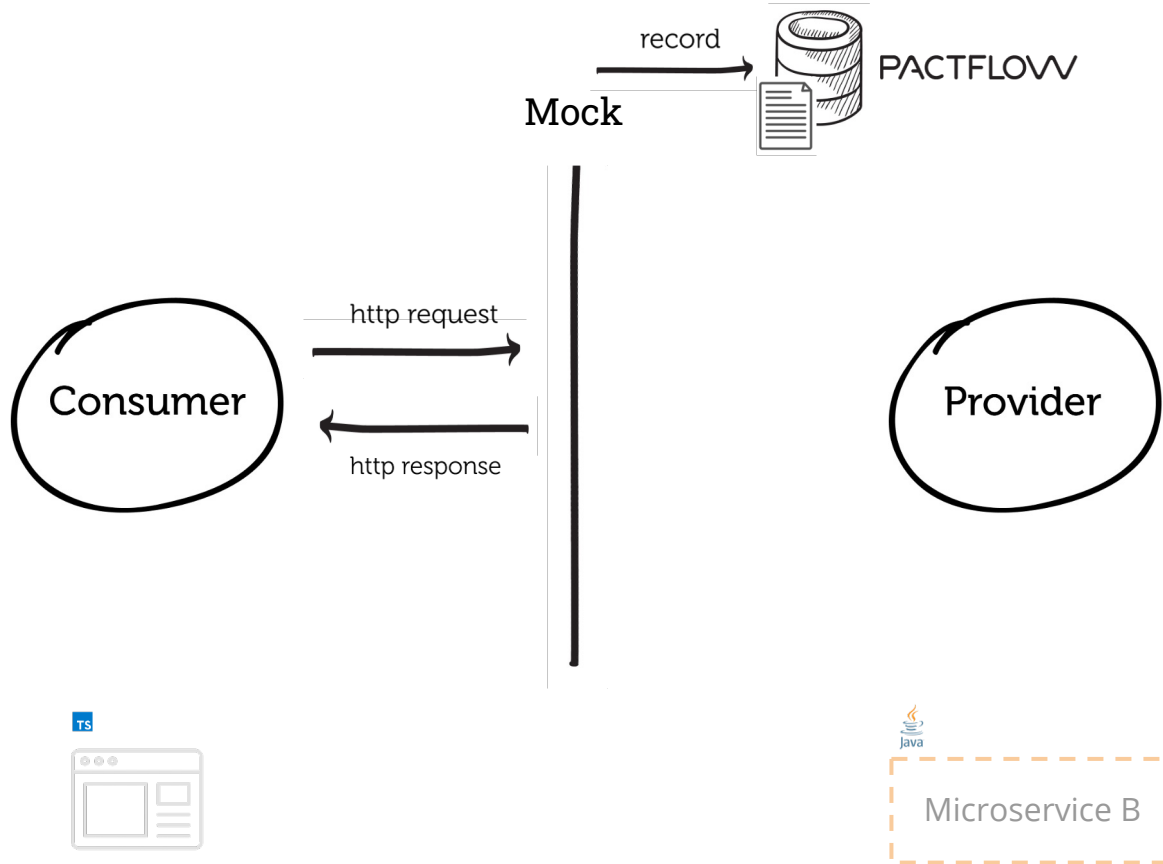 record
PACTFLOW
Mock
http request
Consumer
Provider
http response
TS
Java
Microservice B